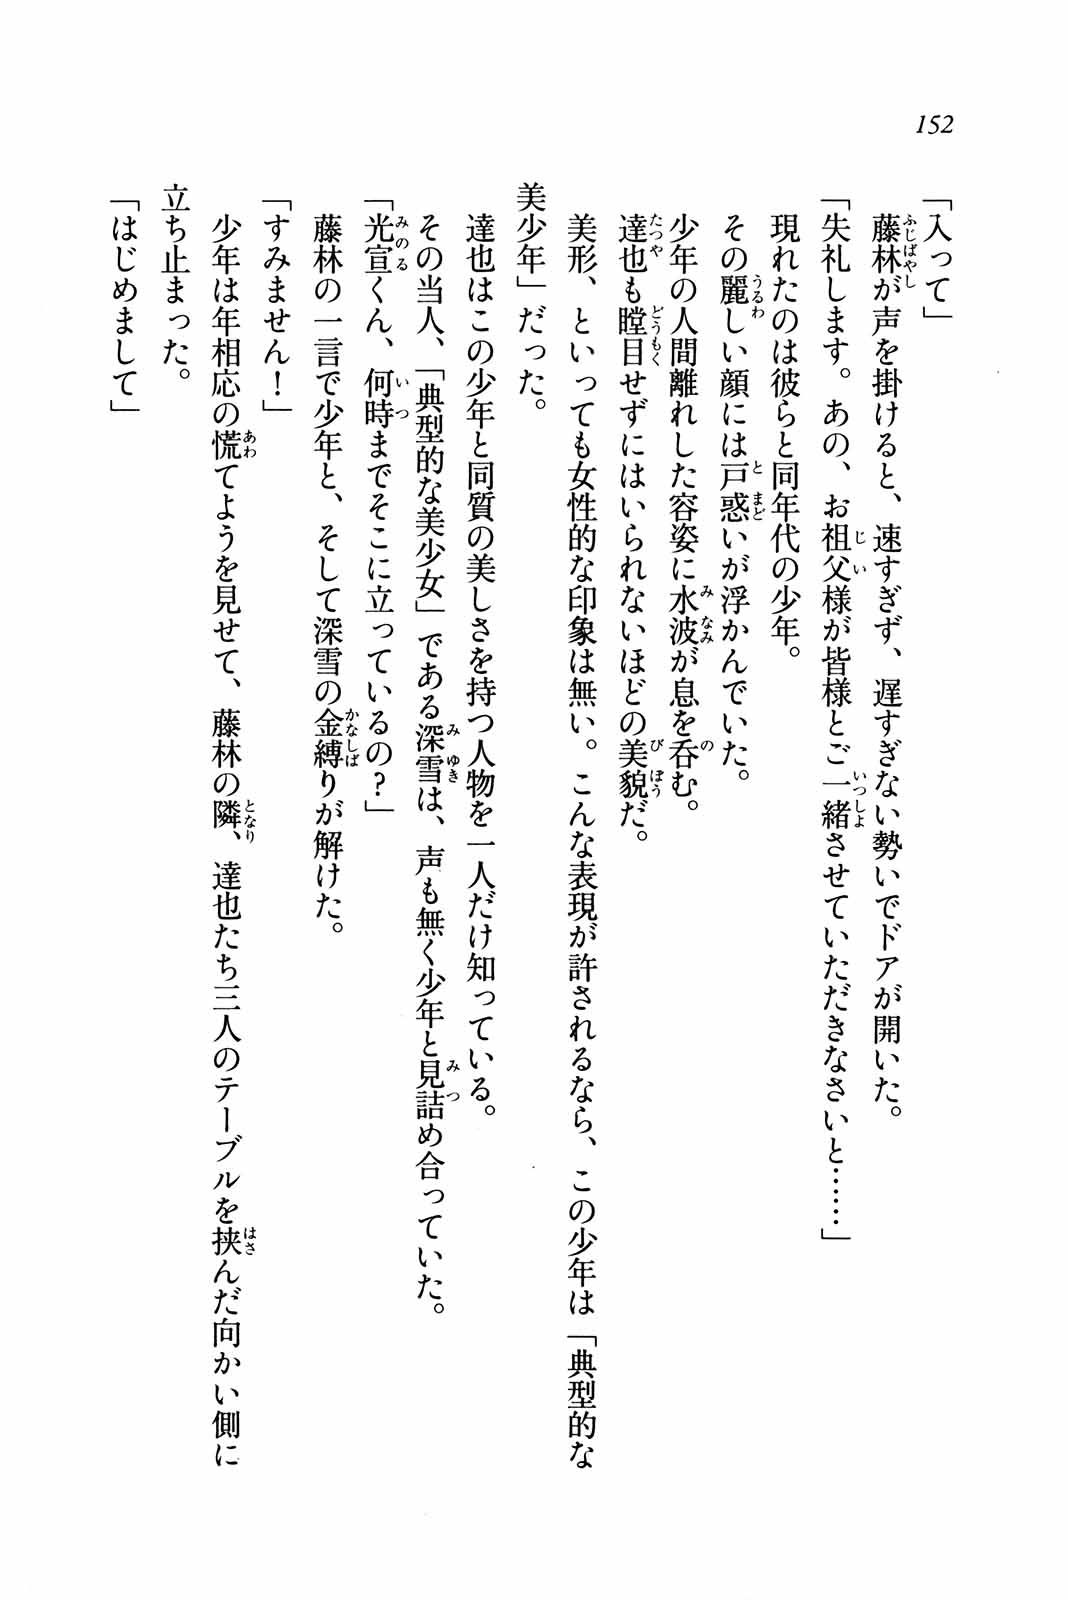 152
「入って」
藤林が声を掛けると、速すぎず、遅すぎない勢いでドアが開いた。
「失礼します。あの、お祖父様が皆様とご一緒させていただきなさいと……」
現れたのは彼らと同年代の少年。
その麗しい顔には戸惑いが浮かんでいた。
少年の人間離れした容姿に水波が息を呑む。
達也も瞠目せずにはいられないほどの美貌だ。
美形、といっても女性的な印象は無い。こんな表現が許されるなら、この少年は「典型的な
美少年」だった。
達也はこの少年と同質の美しさを持つ人物を一人だけ知っている。
その当人、「典型的な美少女」である深雪は、声も無く少年と見詰め合っていた。
「光宣くん、何時までそこに立っているの？」
藤林の一言で少年と、そして深雪の金縛りが解けた。
「すみません！」
少年は年相応の慌てようを見せて、藤林の隣、達也たち三人のテーブルを挟んだ向かい側に
立ち止まった。
「はじめまして」